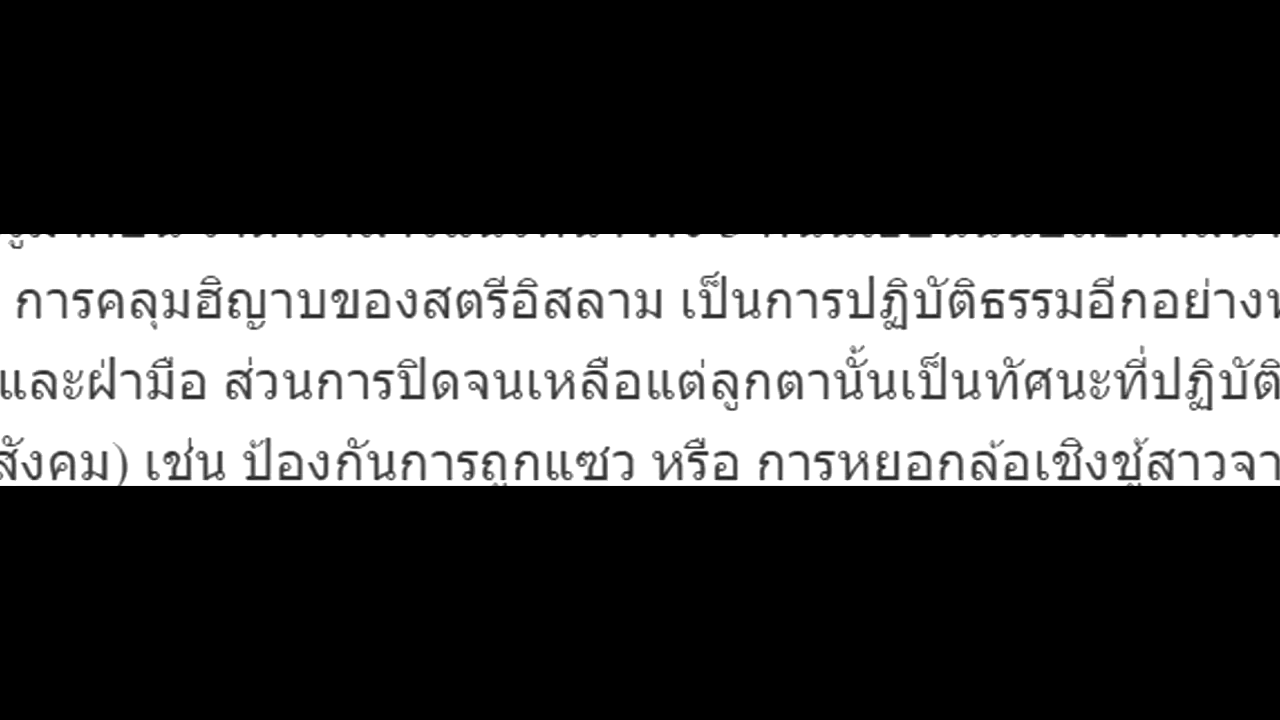 การคลุมฮิญาบของสตรีอิสลาม เป็นการปฏิบัติธรรมอีกอย่าง
และฝ่ามือ ส่วนการปิดจนเหลือแต่ลูกตานั้นเป็นทัศนะที่ปฏิบัติ
สังคม) เช่น ป้องกันการถูกแซว หรือ การหยอกล้อเชิงชู้สาวจา